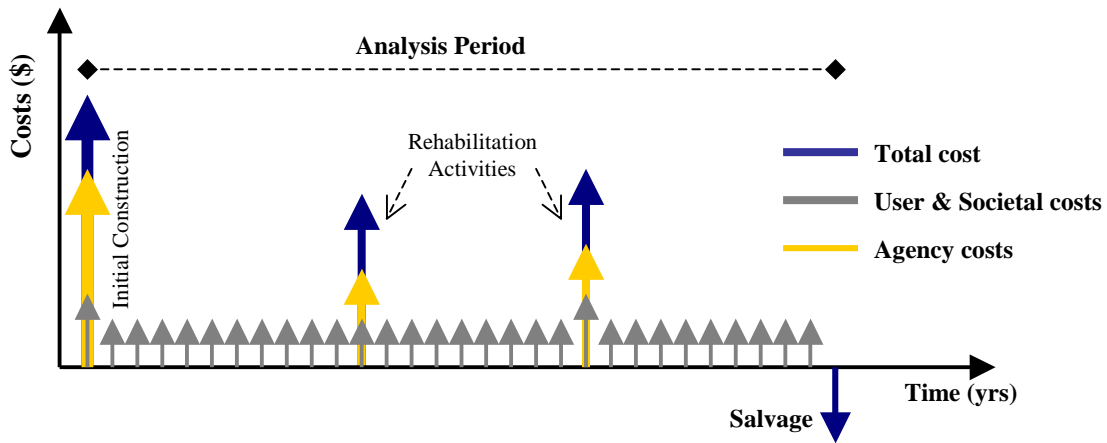 Analysis Period
Costs ($)
Initial Construction
Rehabilitation
Activities
Total cost
User & Societal costs
Agency costs
Time (yrs)
Salvage